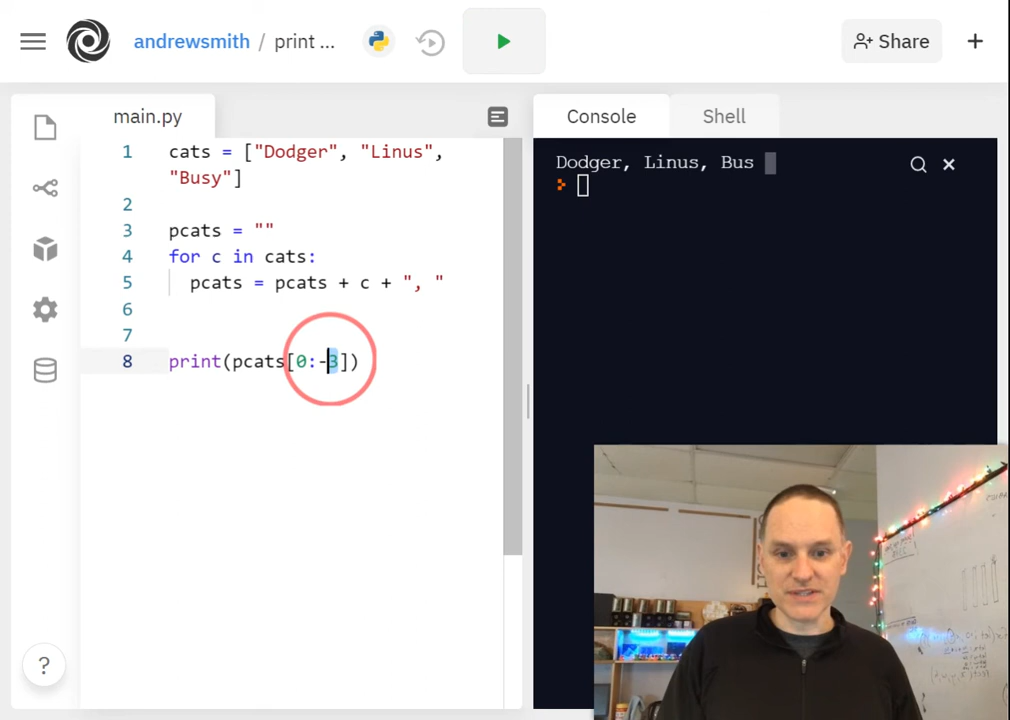 andrewsmith / print ...
Share
main.py
Console
Shell
1 cats = ["Dodger", "Linus",
"Busy"]
2
3 pcats = ""
4 for c in cats:
5 pcats = pcats + c + ", "
6
7
8 print(pcats[0:-3])
Dodger, Linus, Bus
?